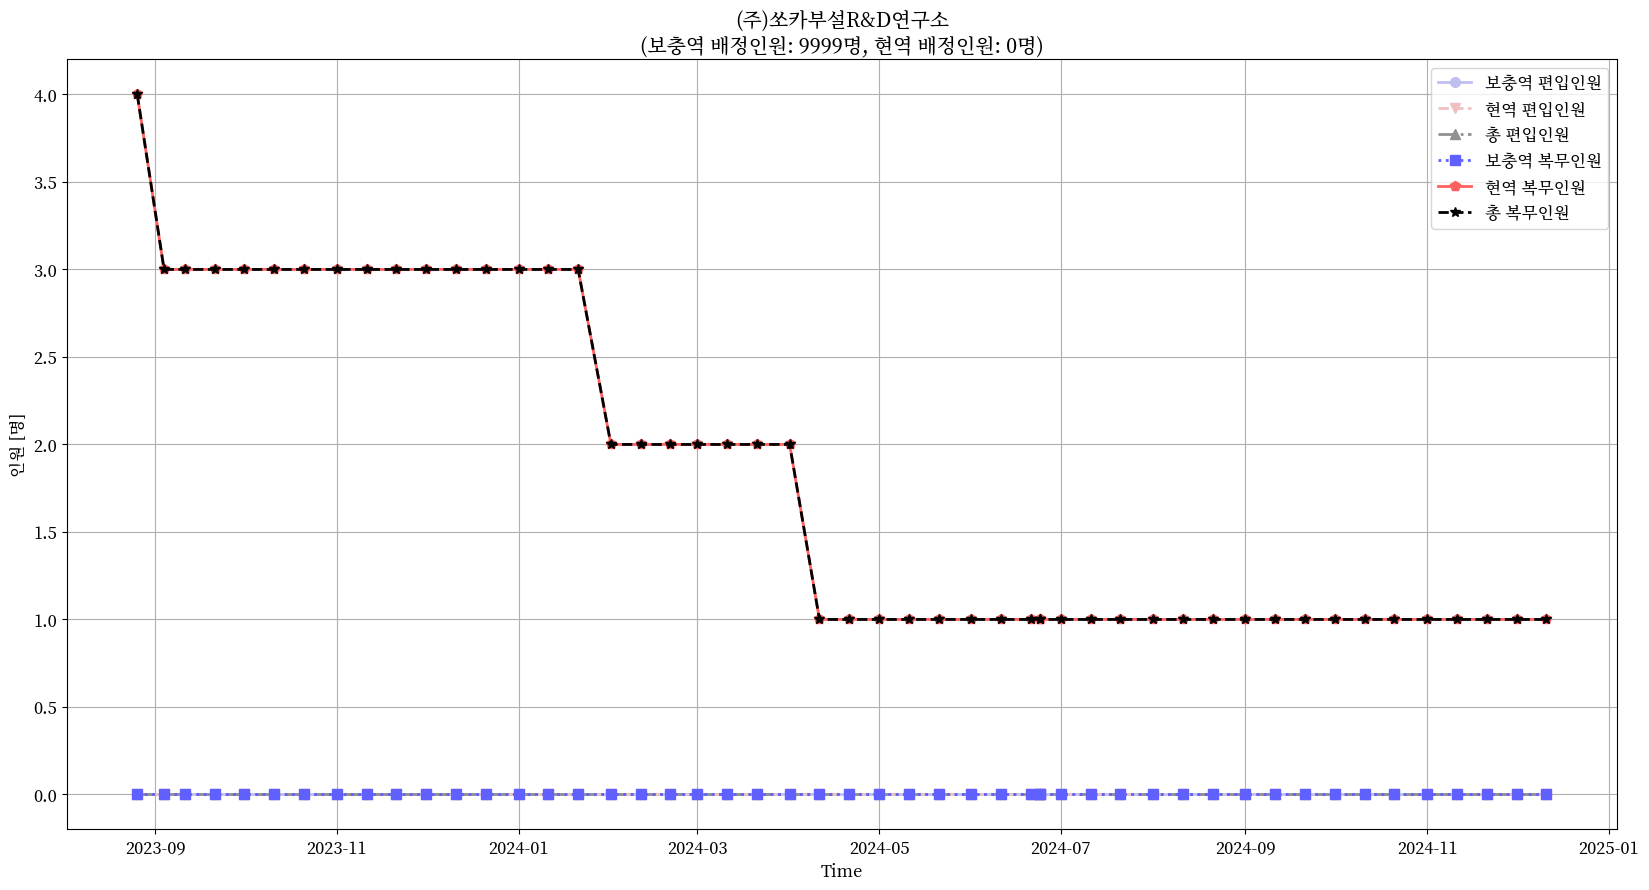 (주)쏘카부설R&D연구소
(보충역 배정인원: 9999명, 현역 배정인원: 0명)
보충역 편입인원
현역 편입인원
총 편입인원
보충역 복무인원
현역 복무인원
총 복무인원
4.0
3.5
3.0
2.5
2.0
1.5
1.0
0.5
0.0
인원 [명]
2023-09
2023-11
2024-01
2024-03
2024-05
2024-07
2024-09
2024-11
2025-01
Time